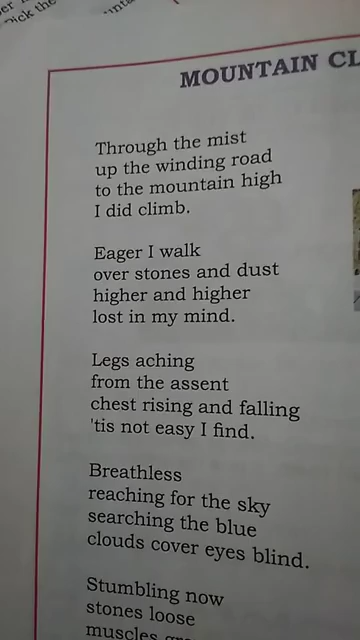 ick the
MOUNTAIN CL
Through the mist
up the winding road
to the mountain high
I did climb.
Eager I walk
over stones and dust
higher and higher
lost in my mind.
Legs aching
from the assent
chest rising and falling
'tis not easy I find.
Breathless
reaching for the sky
searching the blue
clouds cover eyes blind.
Stumbling now
stones loose
muscles